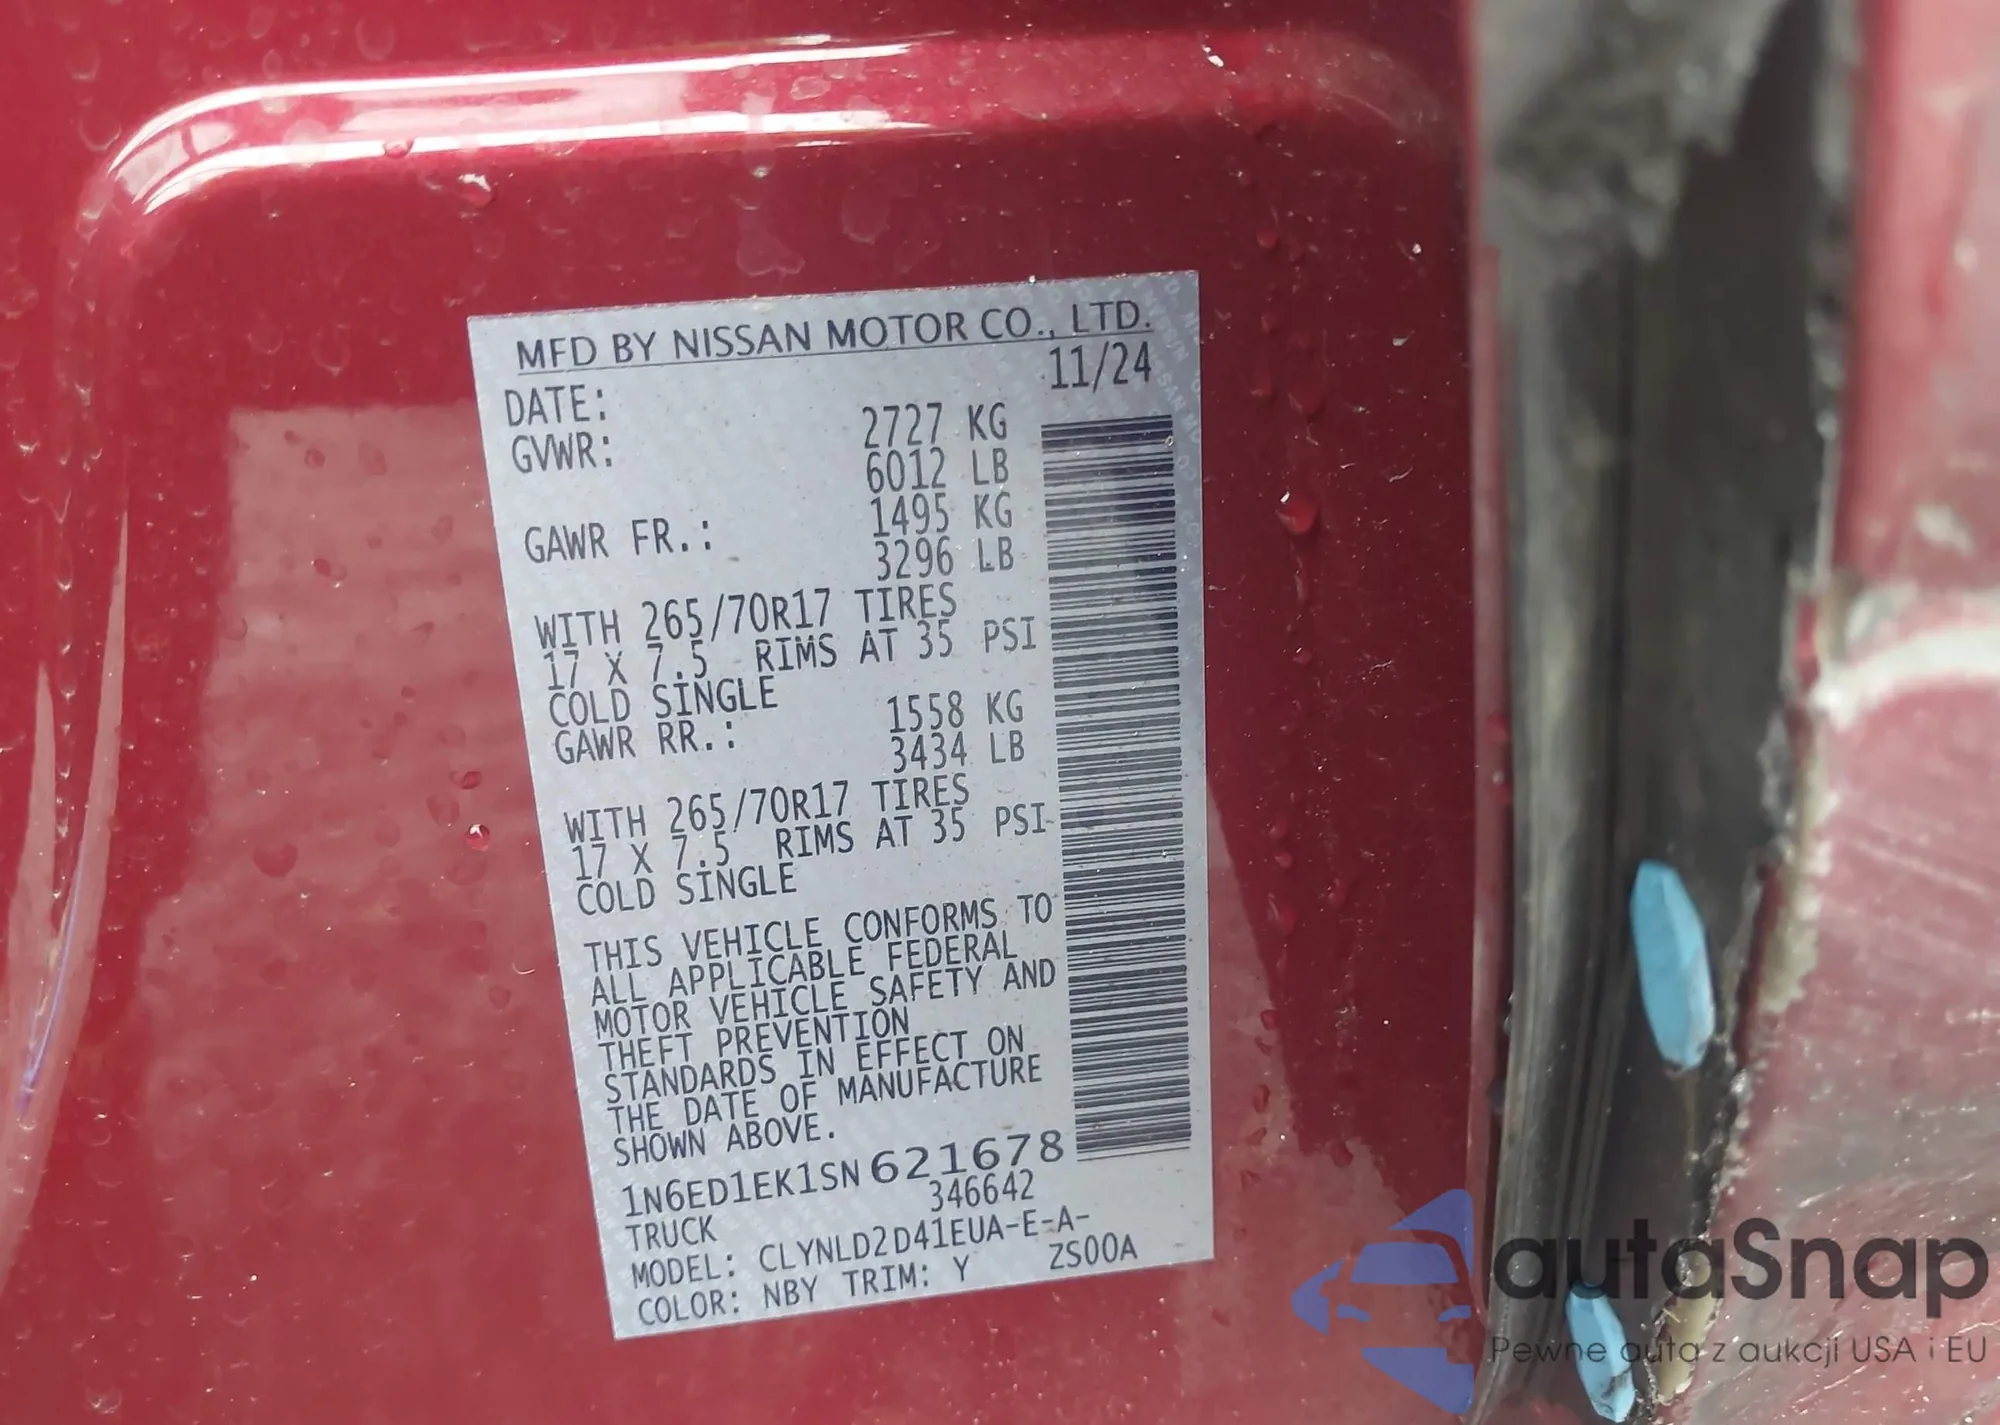 MFD BY NISSAN MOTOR CO., LTD.
DATE: 11/24
GVWR: 2727 KG
6012 LB
GAWR FR.: 1495 KG
3296 LB
WITH 265/70R17 TIRES
17 X 7.5 RIMS AT 35 PSI
COLD SINGLE
GAWR RR.: 1558 KG
3434 LB
WITH 265/70R17 TIRES
17 X 7.5 RIMS AT 35 PSI
COLD SINGLE
THIS VEHICLE CONFORMS TO
ALL APPLICABLE FEDERAL
MOTOR VEHICLE SAFETY AND
THEFT PREVENTION
STANDARDS IN EFFECT ON
THE DATE OF MANUFACTURE
SHOWN ABOVE.
1N6ED1EK1SN621678
TRUCK 346642
MODEL: CLYNLD2D41EUA-E-A-
COLOR: NBY TRIM: Y ZS00A
autaSnap
Pewne auta z aukcji USA i EU